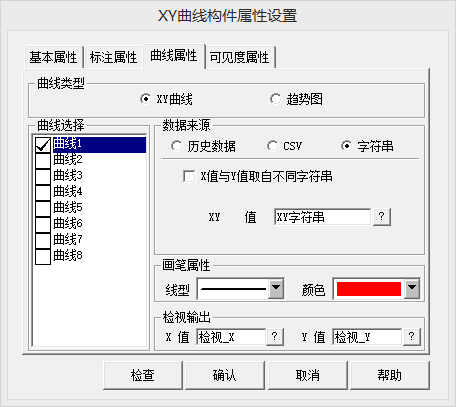 XY曲线构件属性设置
基本属性 标注属性 曲线属性 可见度属性
曲线类型
XY曲线 趋势图
曲线选择
曲线1
曲线2
曲线3
曲线4
曲线5
曲线6
曲线7
曲线8
数据来源
历史数据 CSV 字符串
X值与Y值取自不同字符串
XY 值 XY字符串 ?
画笔属性
线型 颜色
检视输出
X 值 检视_X ? Y 值 检视_Y ?
检查 确认 取消 帮助